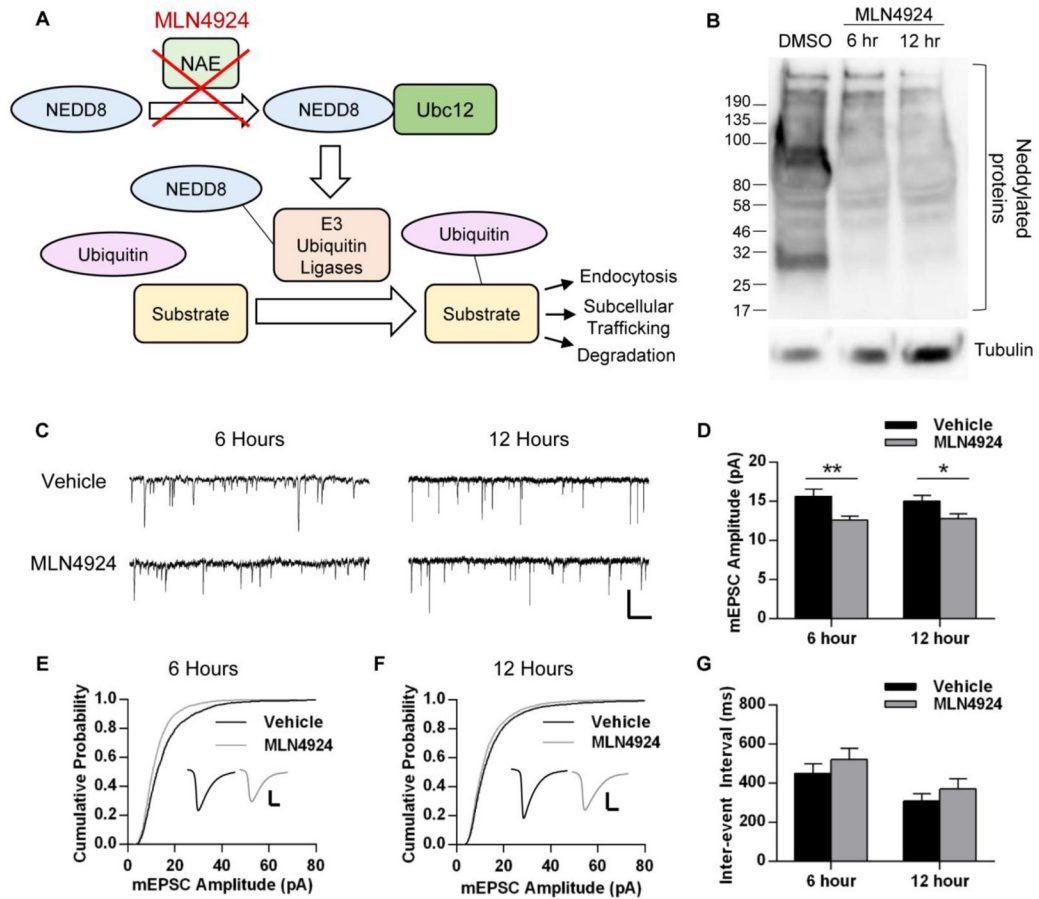 A
MLN4924
NAE
NEDD8
NEDD8
Ubc12
NEDD8
E3
Ubiquitin
Ligases
Ubiquitin
Ubiquitin
Substrate
Substrate
Endocytosis
Subcellular
Trafficking
Degradation
B
MLN4924
DMSO 6 hr 12 hr
190
135
100
80
58
46
32
25
17
Neddylated
proteins
Tubulin
C
6 Hours
12 Hours
Vehicle
MLN4924
D
Vehicle
MLN4924
mEPSC Amplitude (pA)
20
15
10
5
0
**
*
6 hour
12 hour
E
6 Hours
Cumulative Probability
1.0
0.8
0.6
0.4
0.2
0.0
Vehicle
MLN4924
0 20 40 60 80
mEPSC Amplitude (pA)
F
12 Hours
Cumulative Probability
1.0
0.8
0.6
0.4
0.2
0.0
Vehicle
MLN4924
0 20 40 60 80
mEPSC Amplitude (pA)
G
Vehicle
MLN4924
Inter-event Interval (ms)
800
600
400
200
0
6 hour
12 hour